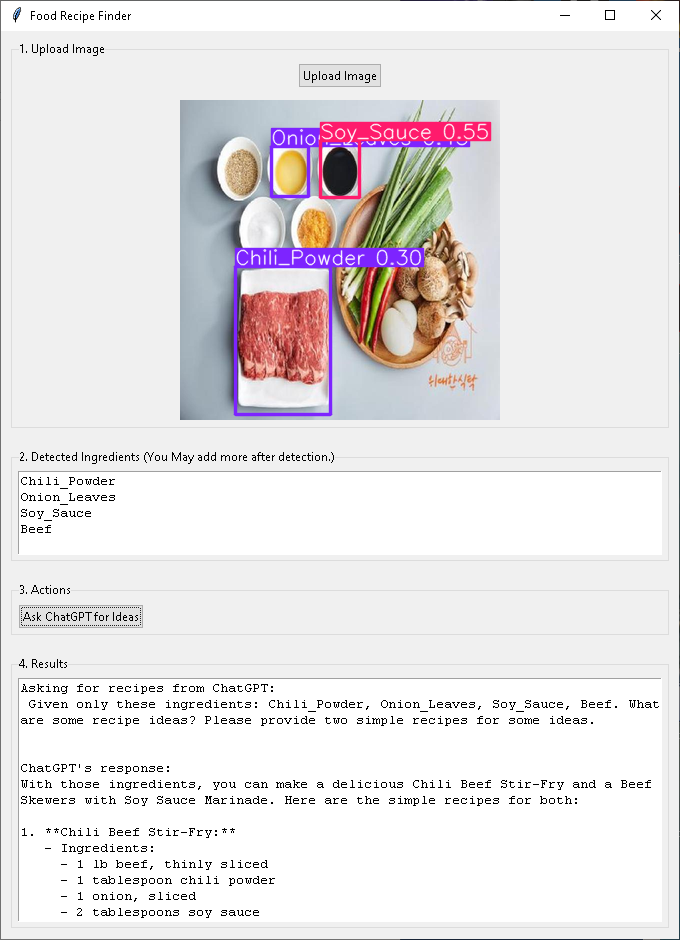 Food Recipe Finder
1. Upload Image
Upload Image
Soy_Sauce 0.55
Chili_Powder 0.30
위대한식탁
2. Detected Ingredients (You May add more after detection.)
Chili_Powder
Onion_Leaves
Soy_Sauce
Beef
3. Actions
Ask ChatGPT for Ideas
4. Results
Asking for recipes from ChatGPT:
Given only these ingredients: Chili_Powder, Onion_Leaves, Soy_Sauce, Beef. What
are some recipe ideas? Please provide two simple recipes for some ideas.
ChatGPT's response:
With those ingredients, you can make a delicious Chili Beef Stir-Fry and a Beef
Skewers with Soy Sauce Marinade. Here are the simple recipes for both:
1. **Chili Beef Stir-Fry:**
- Ingredients:
- 1 lb beef, thinly sliced
- 1 tablespoon chili powder
- 1 onion, sliced
- 2 tablespoons soy sauce